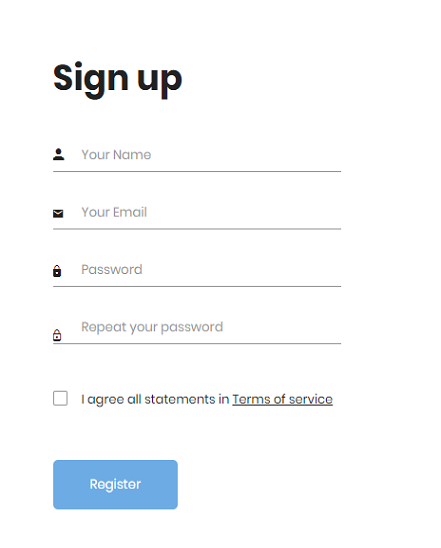 Sign up
Your Name
Your Email
Password
Repeat your password
I agree all statements in Terms of service
Register